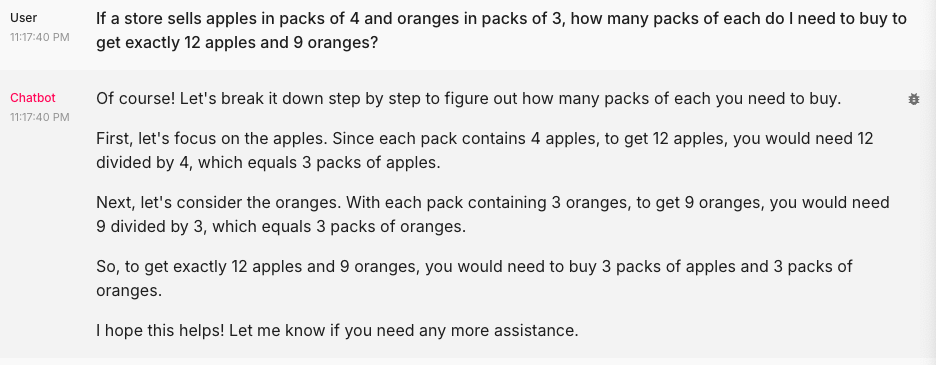 User
11:17:40 PM
If a store sells apples in packs of 4 and oranges in packs of 3, how many packs of each do I need to buy to
get exactly 12 apples and 9 oranges?
Chatbot
11:17:40 PM
Of course! Let's break it down step by step to figure out how many packs of each you need to buy.
First, let's focus on the apples. Since each pack contains 4 apples, to get 12 apples, you would need 12
divided by 4, which equals 3 packs of apples.
Next, let's consider the oranges. With each pack containing 3 oranges, to get 9 oranges, you would need
9 divided by 3, which equals 3 packs of oranges.
So, to get exactly 12 apples and 9 oranges, you would need to buy 3 packs of apples and 3 packs of
oranges.
I hope this helps! Let me know if you need any more assistance.